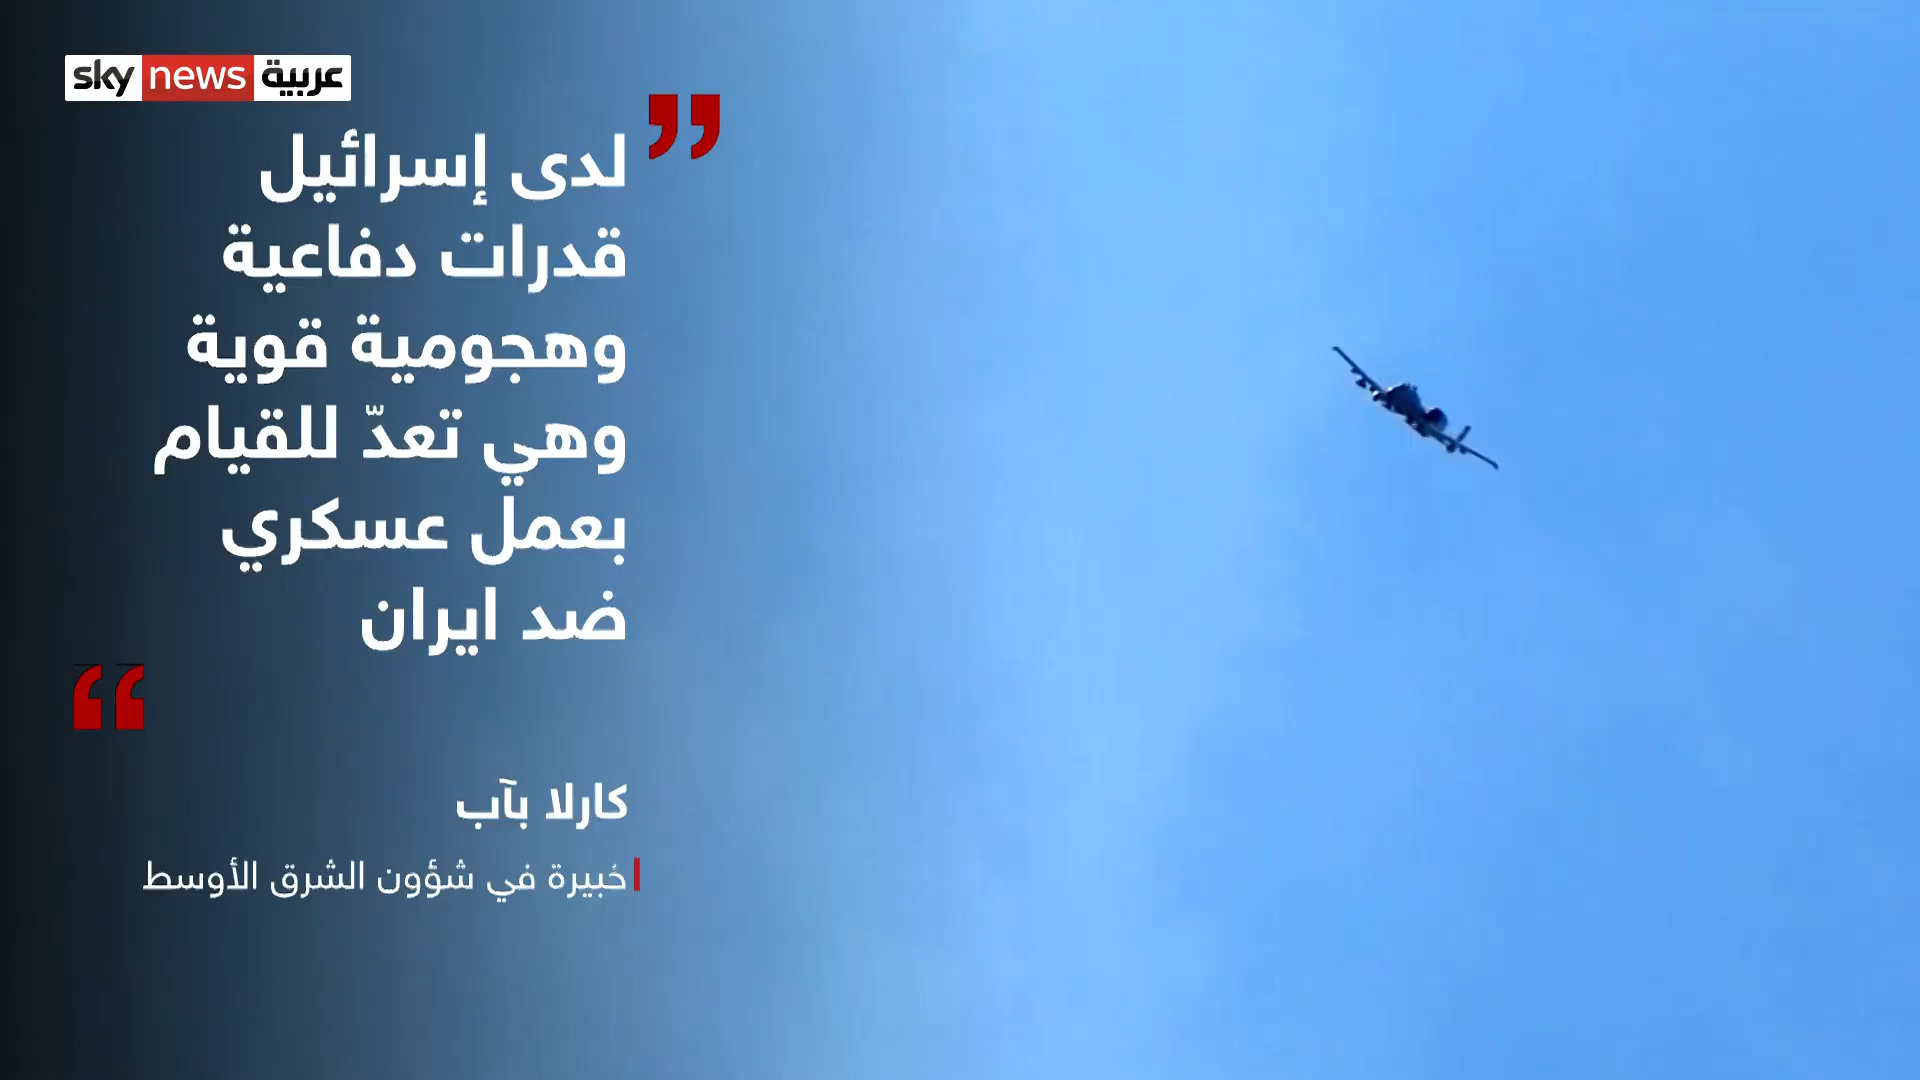 sky news عربية
لدى إسرائيل
قدرات دفاعية
وهجومية قوية
وهي تعدّ للقيام
بعمل عسكري
ضد ايران
كارلا بآب
خبيرة في شؤون الشرق الأوسط